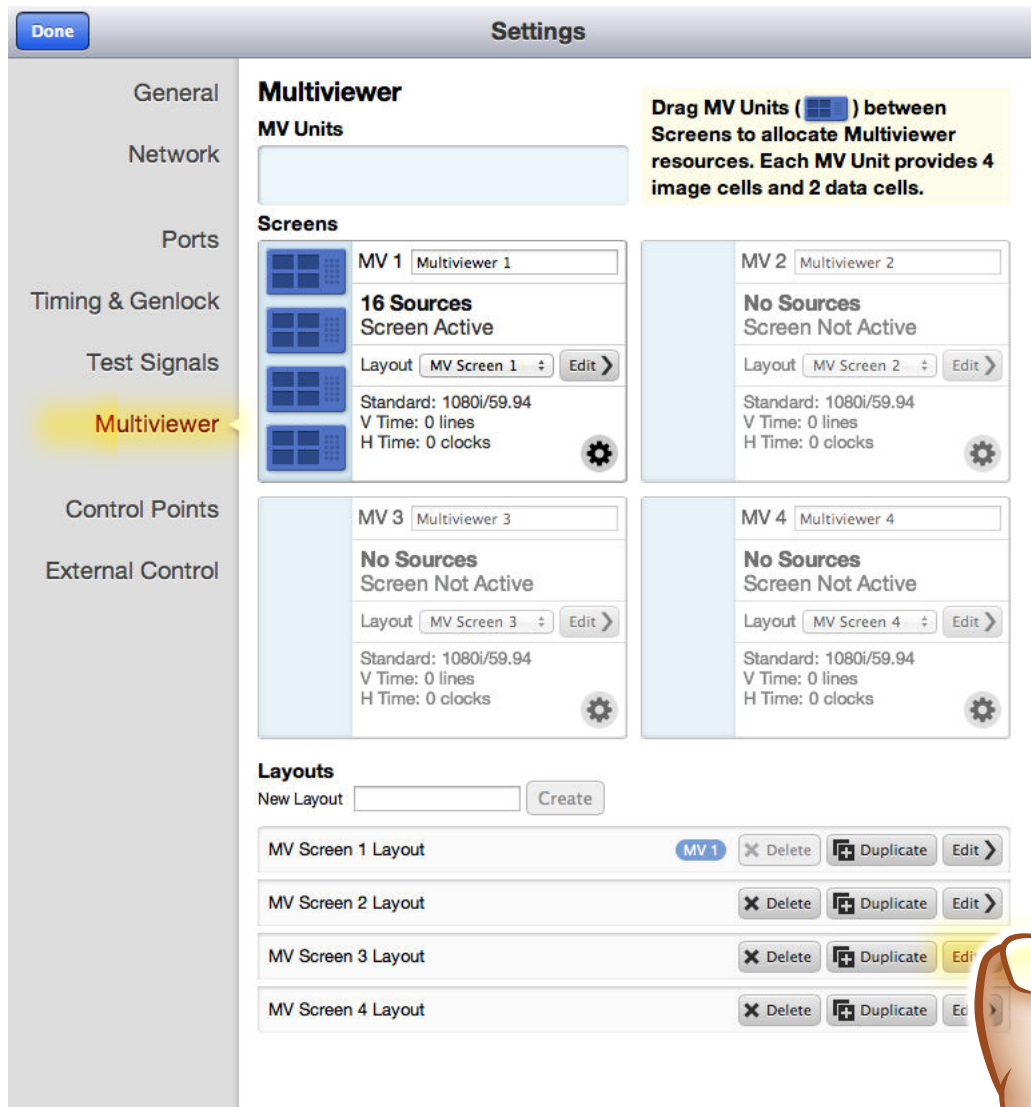 Done
Settings
General
Network
Ports
Timing & Genlock
Test Signals
Multiviewer
Control Points
External Control
Multiviewer
MV Units
Drag MV Units ( ) between
Screens to allocate Multiviewer
resources. Each MV Unit provides 4
image cells and 2 data cells.
Screens
MV 1 Multiviewer 1
16 Sources
Screen Active
Layout MV Screen 1 Edit
Standard: 1080i/59.94
V Time: 0 lines
H Time: 0 clocks
MV 2 Multiviewer 2
No Sources
Screen Not Active
Layout MV Screen 2 Edit
Standard: 1080i/59.94
V Time: 0 lines
H Time: 0 clocks
MV 3 Multiviewer 3
No Sources
Screen Not Active
Layout MV Screen 3 Edit
Standard: 1080i/59.94
V Time: 0 lines
H Time: 0 clocks
MV 4 Multiviewer 4
No Sources
Screen Not Active
Layout MV Screen 4 Edit
Standard: 1080i/59.94
V Time: 0 lines
H Time: 0 clocks
Layouts
New Layout Create
MV Screen 1 Layout MV 1 Delete Duplicate Edit
MV Screen 2 Layout Delete Duplicate Edit
MV Screen 3 Layout Delete Duplicate
MV Screen 4 Layout Delete Duplicate